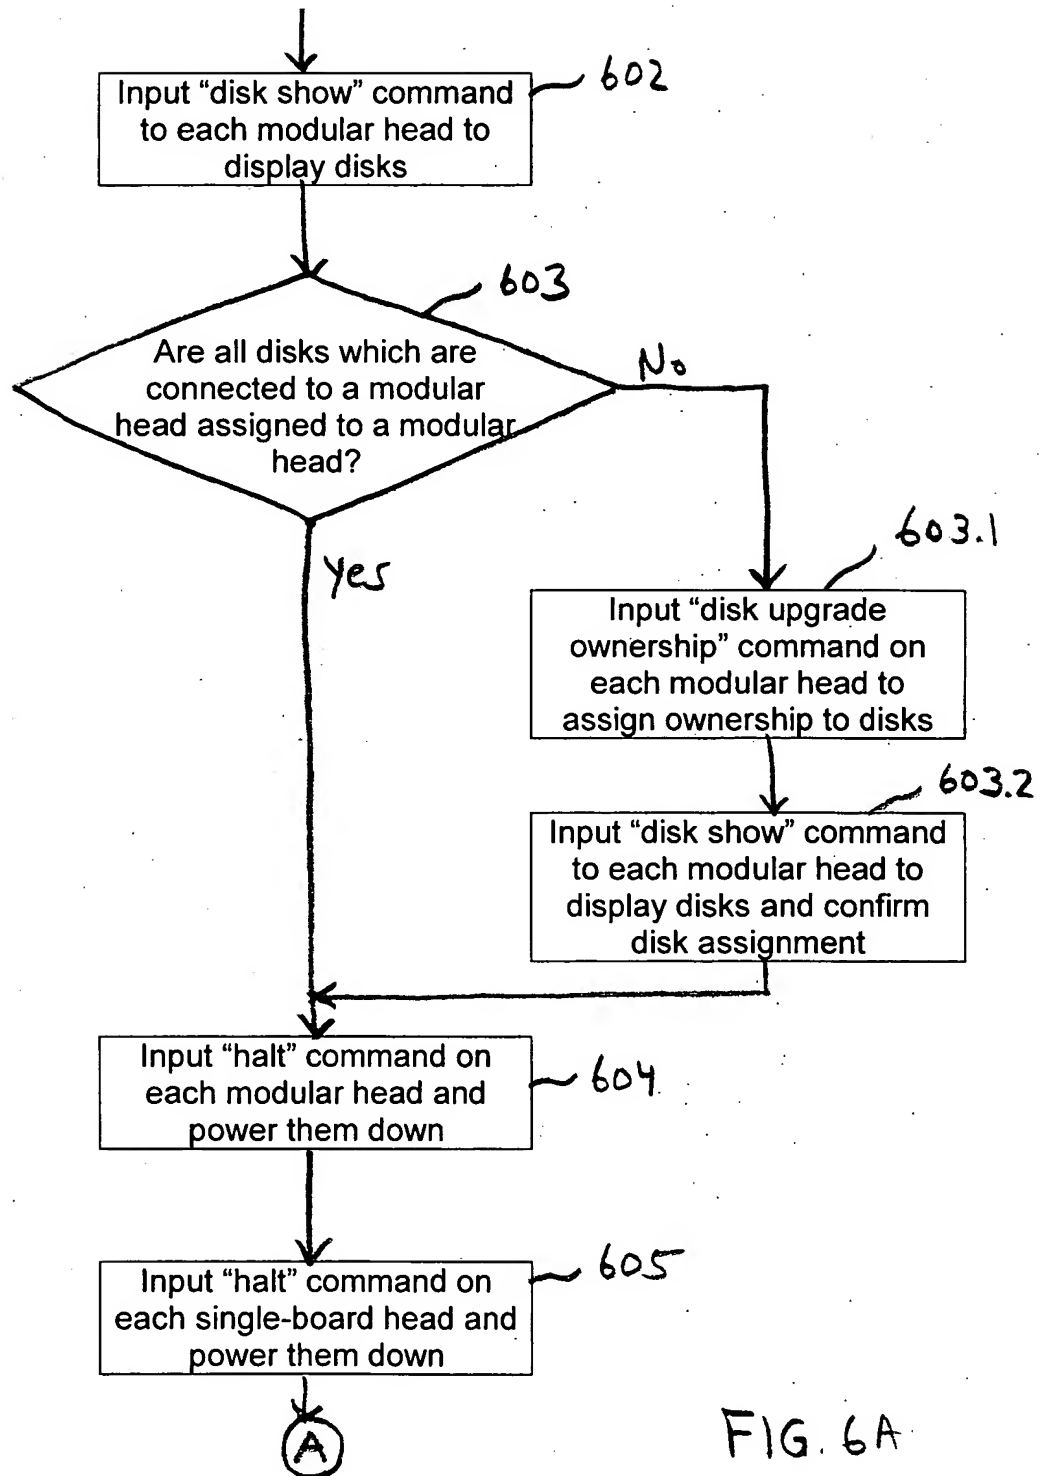 Input “disk show” command
to each modular head to
display disks
602
603
Are all disks which are
connected to a modular
head assigned to a modular
head?
No
Yes
603.1
Input “disk upgrade
ownership” command on
each modular head to
assign ownership to disks
603.2
Input “disk show” command
to each modular head to
display disks and confirm
disk assignment
Input “halt” command on
each modular head and
power them down
604
Input “halt” command on
each single-board head and
power them down
605
A
FIG. 6A